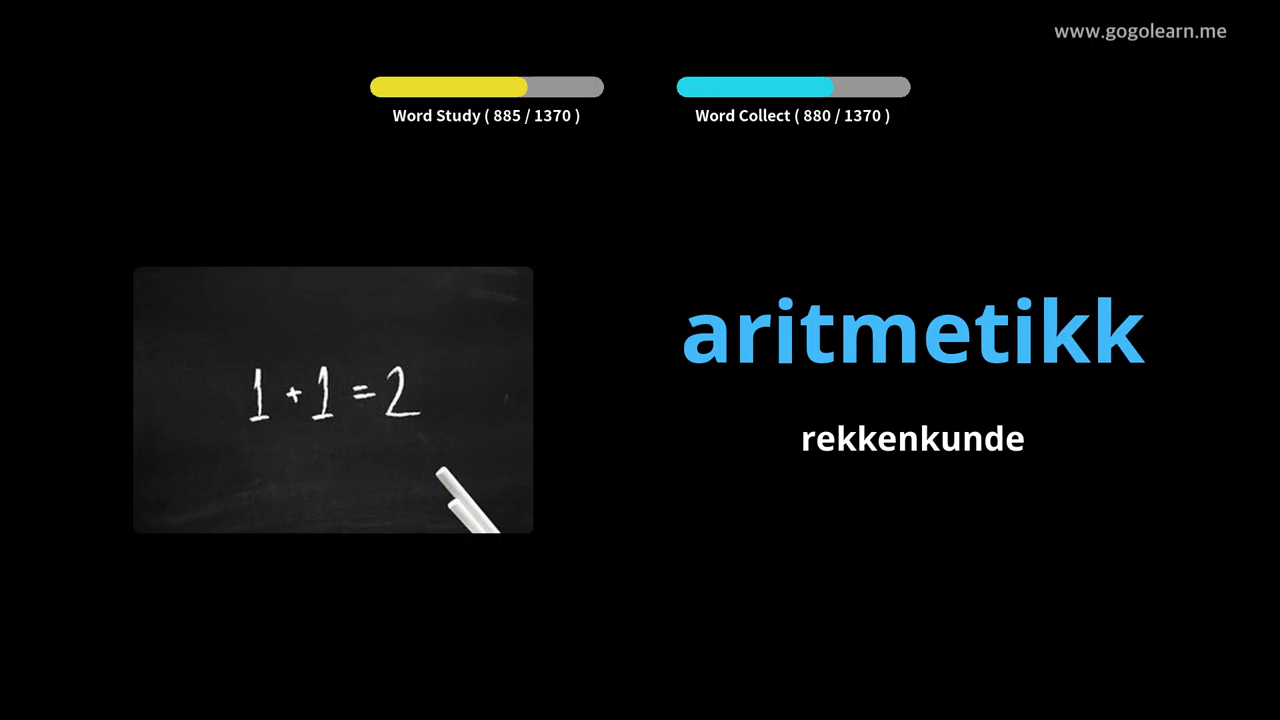 www.gogolearn.me
Word Study ( 885 / 1370 )
Word Collect ( 880 / 1370 )
1 + 1 = 2
aritmetikk
rekkenkunde